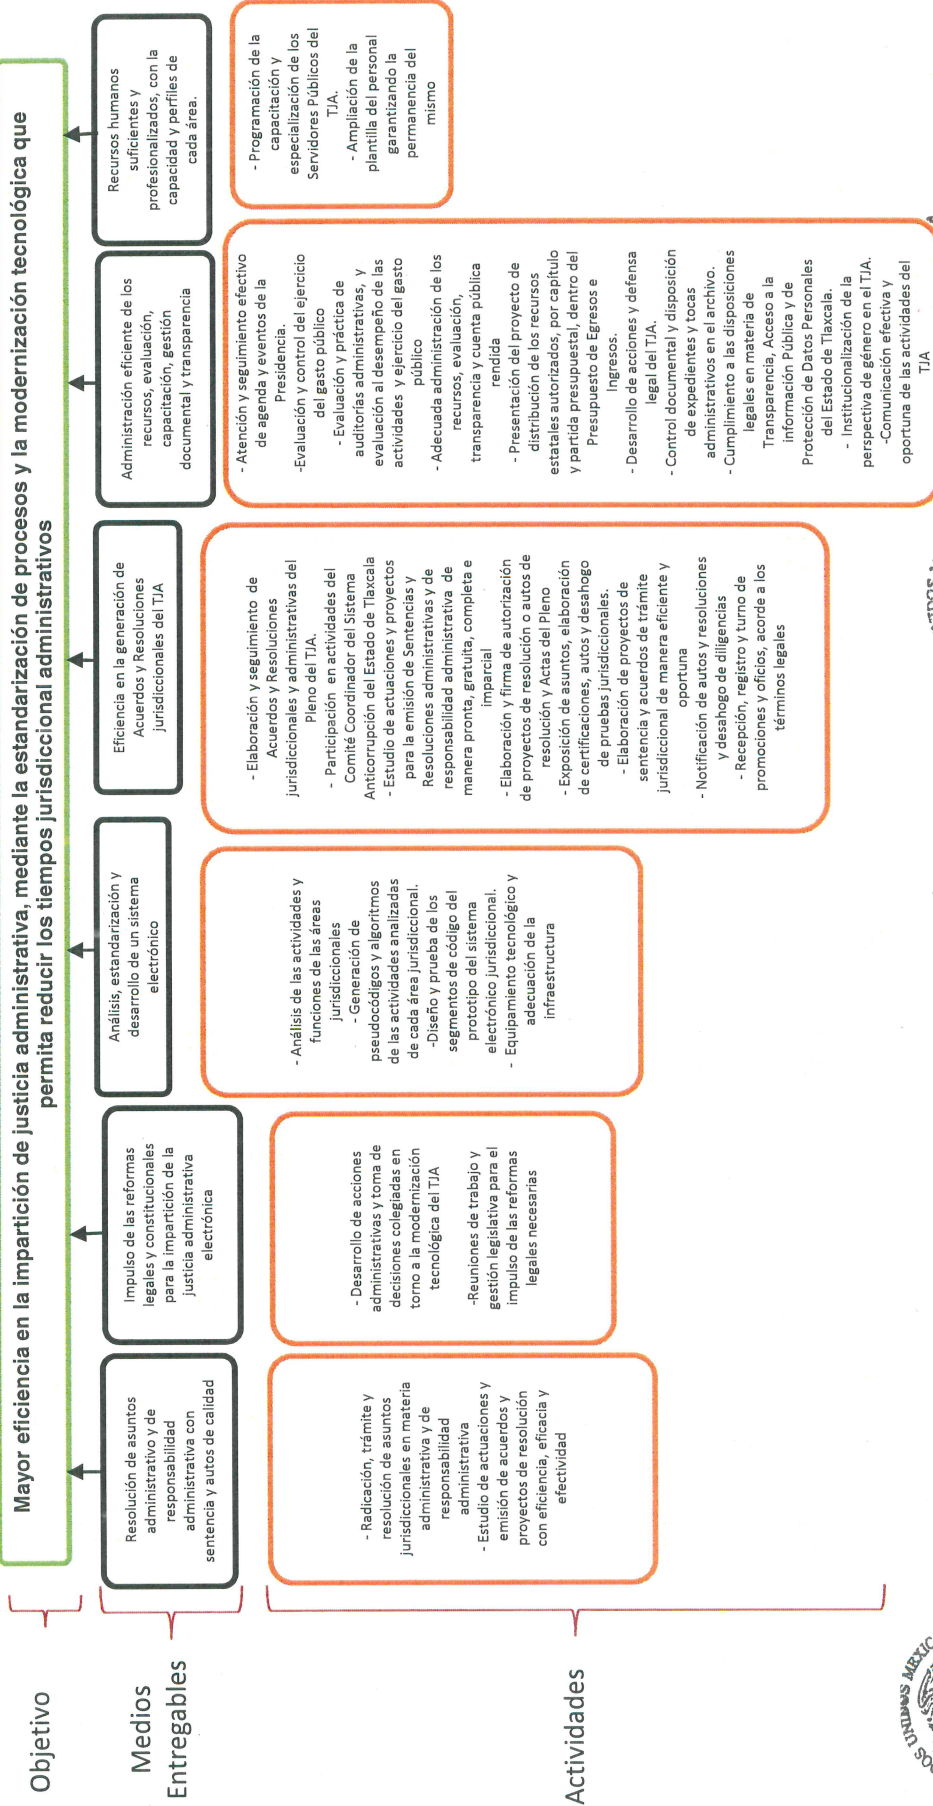 Objetivo
Mayor eficiencia en la impartición de justicia administrativa, mediante la estandarización de procesos y la modernización tecnológica que
permita reducir los tiempos jurisdiccional administrativos
Medios
Entregables
Resolución de asuntos
administrativo y de
responsabilidad
administrativa con
sentencia y autos de calidad
Impulso de las reformas
legales y constitucionales
para la impartición de la
justicia administrativa
electrónica
Análisis, estandarización y
desarrollo de un sistema
electrónico
Eficiencia en la generación de
Acuerdos y Resoluciones
jurisdiccionales del TJA
Administración eficiente de los
recursos, evaluación,
capacitación, gestión
documental y transparencia
Recursos humanos
suficientes y
profesionalizados, con la
capacidad y perfiles de
cada área.
Actividades
- Radicación, trámite y
resolución de asuntos
jurisdiccionales en materia
administrativa y de
responsabilidad
administrativa
- Estudio de actuaciones y
emisión de acuerdos y
proyectos de resolución
con eficiencia, eficacia y
efectividad
- Desarrollo de acciones
administrativas y toma de
decisiones colegiadas en
torno a la modernización
tecnológica del TJA
-Reuniones de trabajo y
gestión legislativa para el
impulso de las reformas
legales necesarias
- Análisis de las actividades y
funciones de las áreas
jurisdiccionales
- Generación de
pseudocódigos y algoritmos
de las actividades analizadas
de cada área jurisdiccional.
-Diseño y prueba de los
segmentos de código del
prototipo del sistema
electrónico jurisdiccional.
- Equipamiento tecnológico y
adecuación de la
infraestructura
- Elaboración y seguimiento de
Acuerdos y Resoluciones
jurisdiccionales y administrativas del
Pleno del TJA.
- Participación en actividades del
Comité Coordinador del Sistema
Anticorrupción del Estado de Tlaxcala
- Estudio de actuaciones y proyectos
para la emisión de Sentencias y
Resoluciones administrativas y de
responsabilidad administrativa de
manera pronta, gratuita, completa e
imparcial
- Elaboración y firma de autorización
de proyectos de resolución o autos de
resolución y Actas del Pleno
- Exposición de asuntos, elaboración
de certificaciones, autos y desahogo
de pruebas jurisdiccionales.
- Elaboración de proyectos de
sentencia y acuerdos de trámite
jurisdiccional de manera eficiente y
oportuna
- Notificación de autos y resoluciones
y desahogo de diligencias
- Recepción, registro y turno de
promociones y oficios, acorde a los
términos legales
- Atención y seguimiento efectivo
de agenda y eventos de la
Presidencia.
-Evaluación y control del ejercicio
del gasto público
- Evaluación y práctica de
auditorías administrativas, y
evaluación al desempeño de las
actividades y ejercicio del gasto
público
- Adecuada administración de los
recursos, evaluación,
transparencia y cuenta pública
rendida
- Presentación del proyecto de
distribución de los recursos
estatales autorizados, por capítulo
y partida presupuestal, dentro del
Presupuesto de Egresos e
Ingresos.
- Desarrollo de acciones y defensa
legal del TJA.
- Control documental y disposición
de expedientes y tocas
administrativos en el archivo.
- Cumplimiento a las disposiciones
legales en materia de
Transparencia, Acceso a la
información Pública y de
Protección de Datos Personales
del Estado de Tlaxcala.
- Institucionalización de la
perspectiva de género en el TJA.
-Comunicación efectiva y
oportuna de las actividades del
TJA
- Programación de la
capacitación y
especialización de los
Servidores Públicos del
TJA.
- Ampliación de la
plantilla del personal
garantizando la
permanencia del
mismo
DOS UNIDOS MEXIC